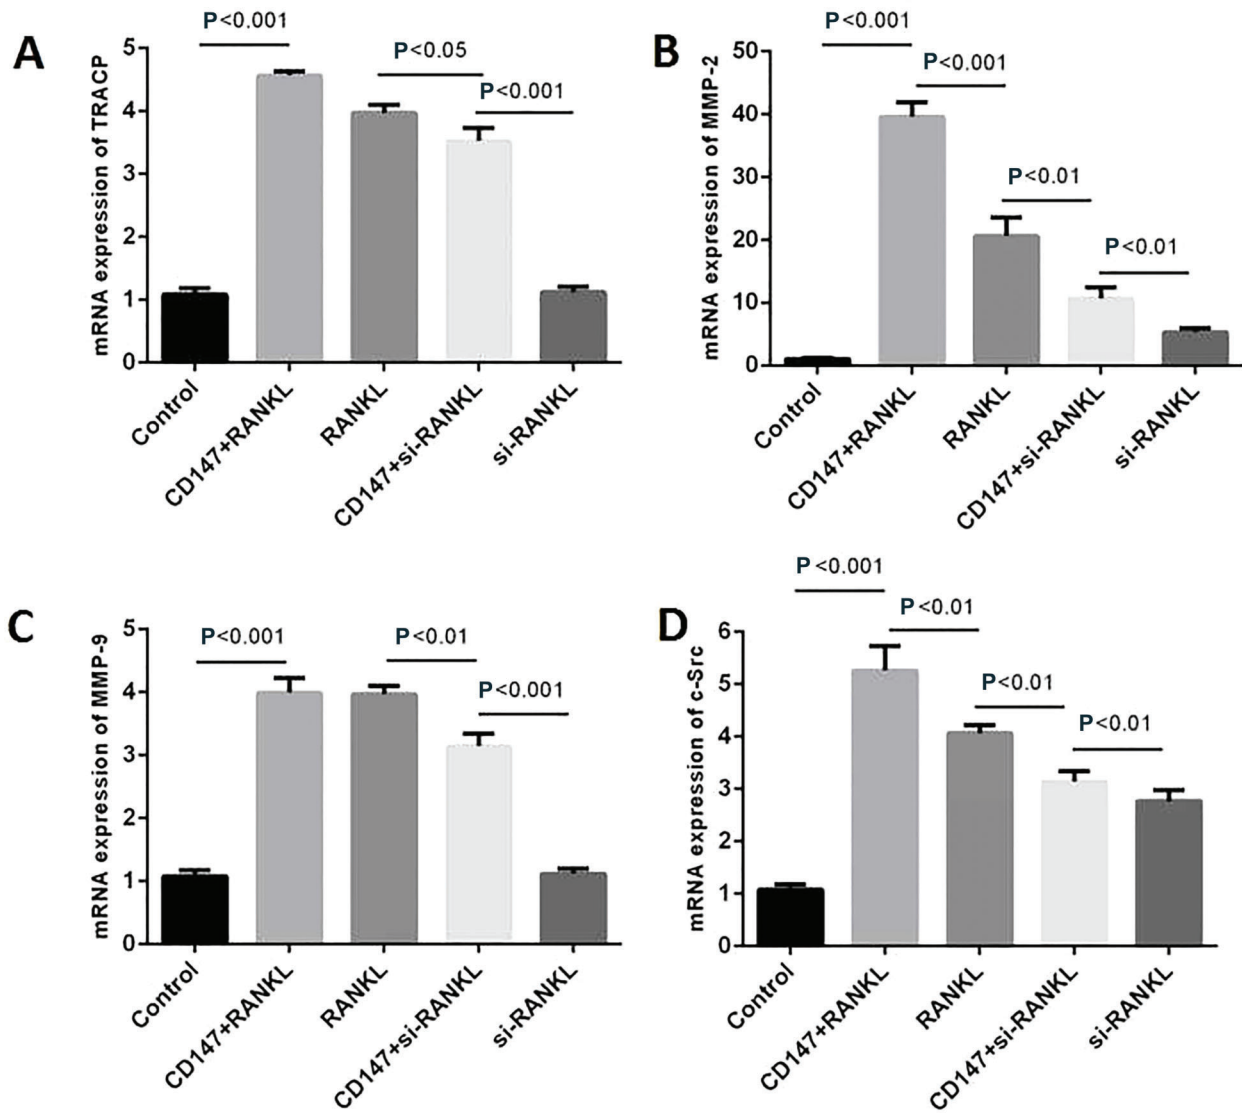 A
P<0.001
P<0.05
P<0.001
mRNA expression of TRACP
5
4
3
2
1
0
Control
CD147+RANKL
RANKL
CD147+si-RANKL
si-RANKL
B
P<0.001
P<0.001
P<0.01
P<0.01
mRNA expression of MMP-2
50
40
30
20
10
0
Control
CD147+RANKL
RANKL
CD147+si-RANKL
si-RANKL
C
P<0.001
P<0.01
P<0.001
mRNA expression of MMP-9
5
4
3
2
1
0
Control
CD147+RANKL
RANKL
CD147+si-RANKL
si-RANKL
D
P<0.001
P<0.01
P<0.01
P<0.01
mRNA expression of c-Src
6
5
4
3
2
1
0
Control
CD147+RANKL
RANKL
CD147+si-RANKL
si-RANKL